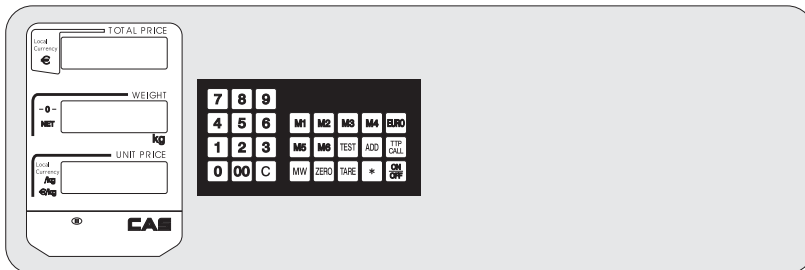 TOTAL PRICE
Local
Currency
€
WEIGHT
- 0 -
NET
kg
UNIT PRICE
Local
Currency
/kg
€/kg
CAS
7 8 9
4 5 6 M1 M2 M3 M4 EURO
1 2 3 M5 M6 TEST ADD TTP CALL
0 00 C MW ZERO TARE * ON OFF